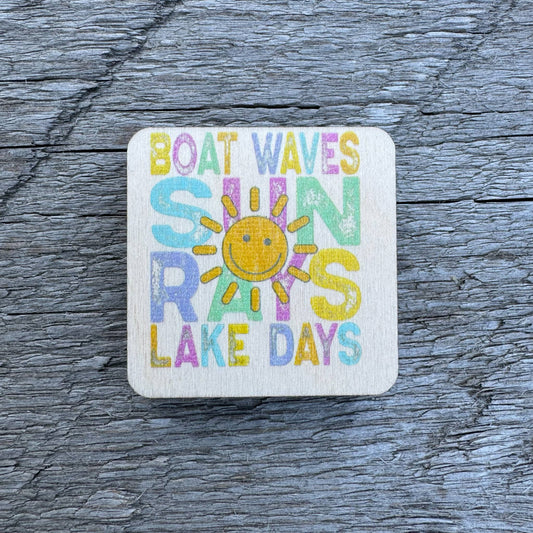 BOAT WAVES
SUN
RAYS
LAKE DAYS